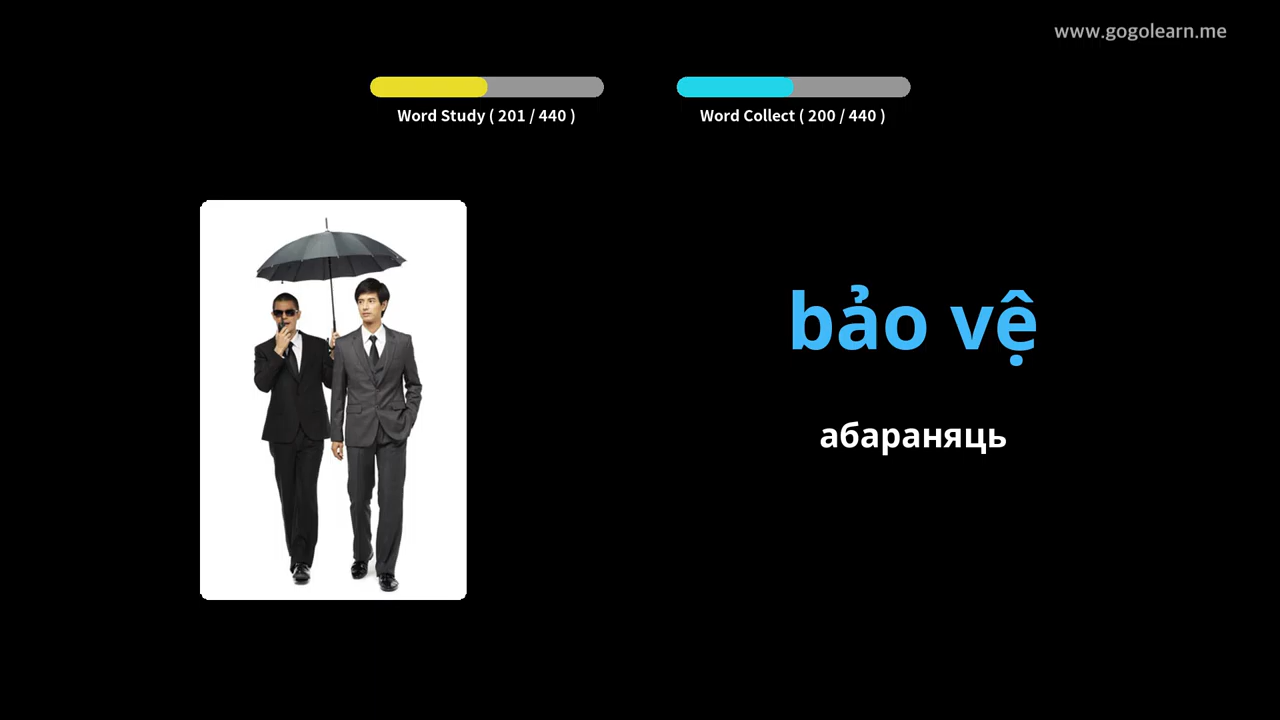 www.gogolearn.me
Word Study ( 201 / 440 )
Word Collect ( 200 / 440 )
bảo vệ
абараняць